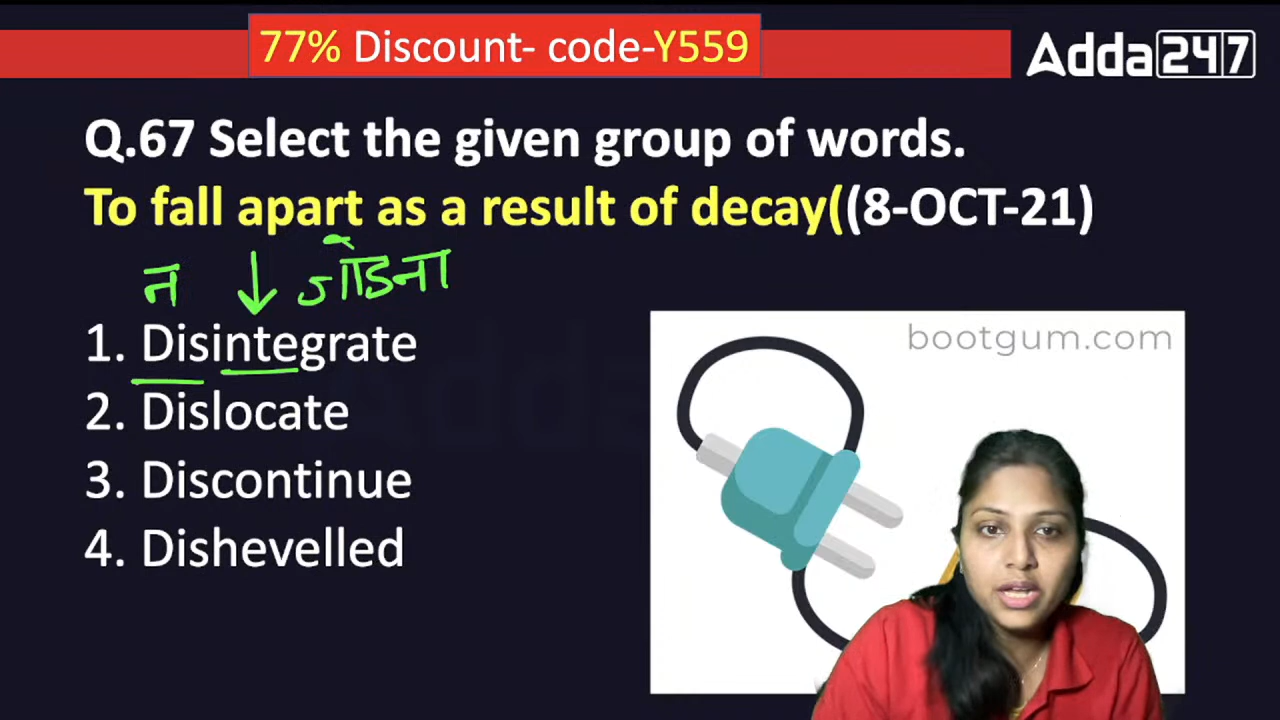 77% Discount- code-Y559
Adda247
Q.67 Select the given group of words.
To fall apart as a result of decay((8-OCT-21)
न जोडना
1. Disintegrate
2. Dislocate
3. Discontinue
4. Dishevelled
bootgum.com